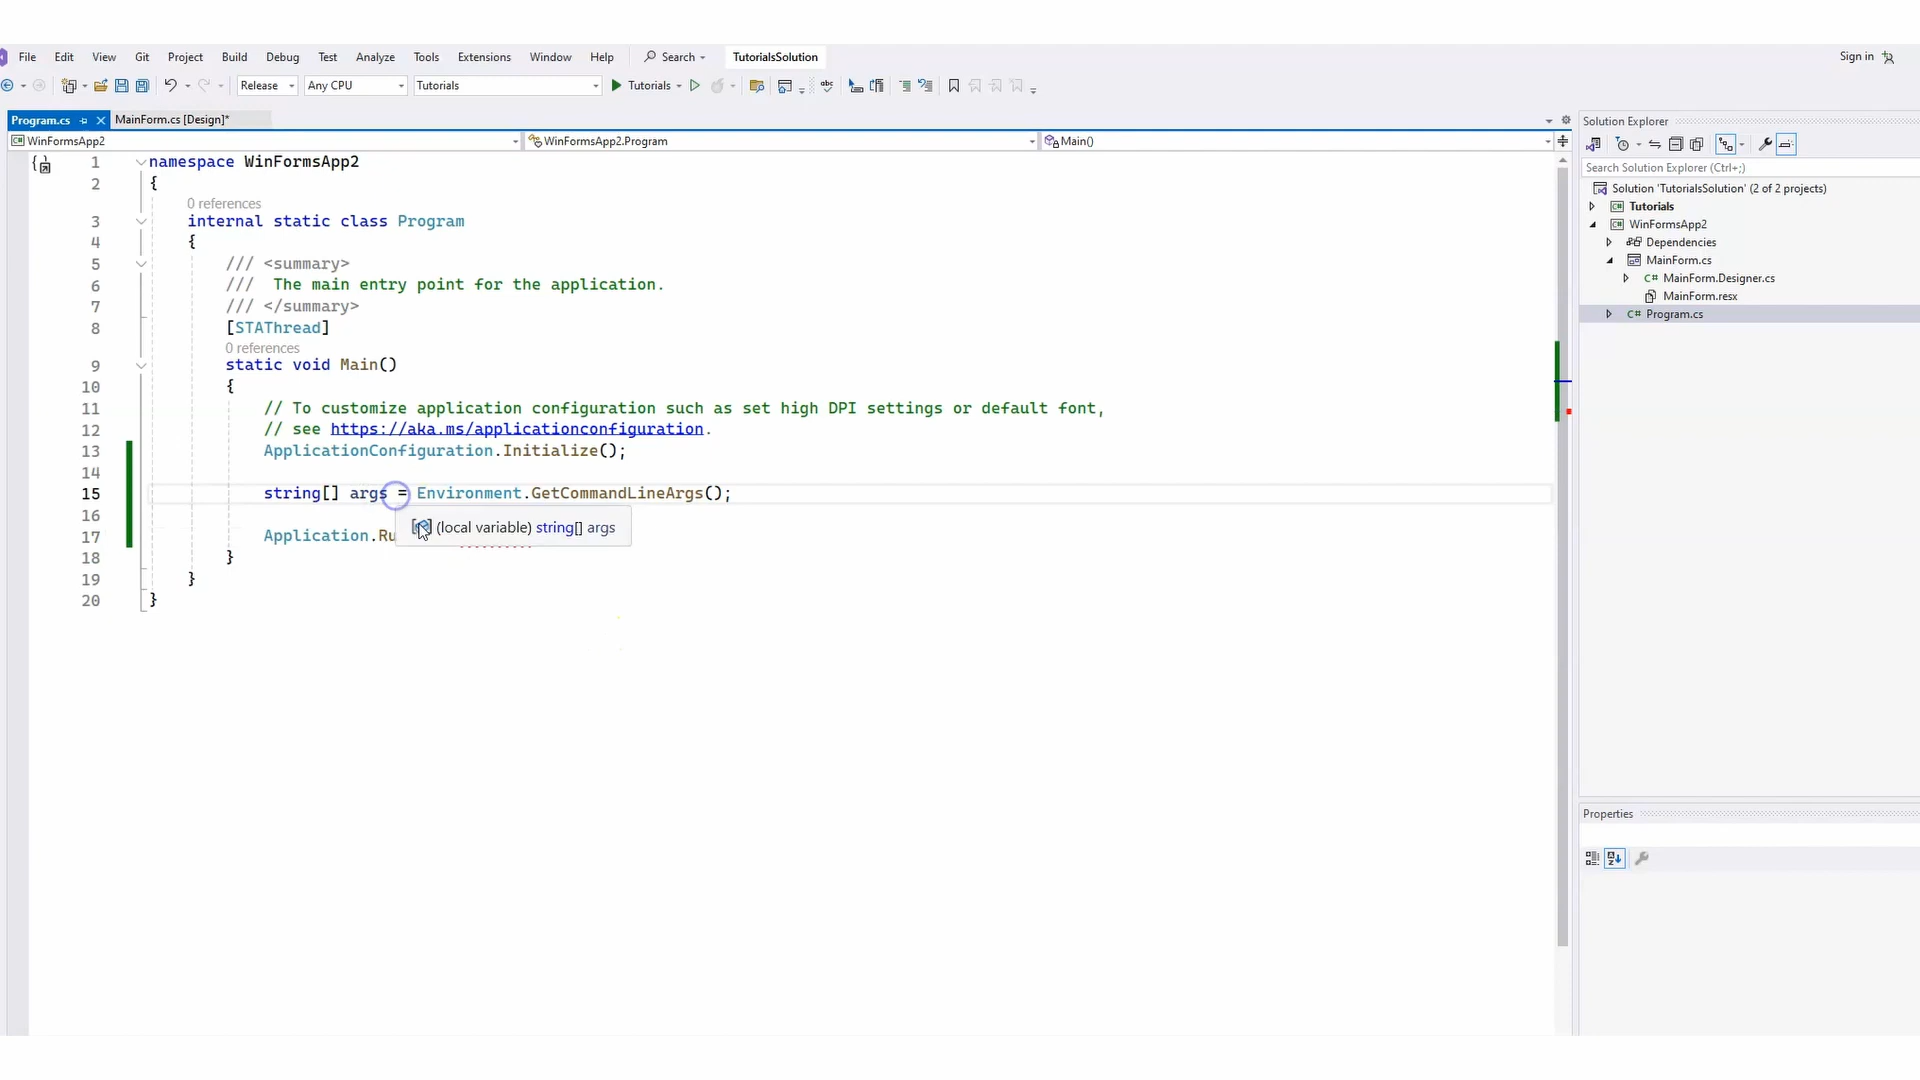 File Edit View Git Project Build Debug Test Analyze Tools Extensions Window Help Search TutorialsSolution Sign in
Release Any CPU Tutorials Tutorials
Program.cs MainForm.cs [Design]*
WinFormsApp2 WinFormsApp2.Program Main()
1 namespace WinFormsApp2
2 {
0 references
3 internal static class Program
4 {
5 /// <summary>
6 /// The main entry point for the application.
7 /// </summary>
8 [STAThread]
0 references
9 static void Main()
10 {
11 // To customize application configuration such as set high DPI settings or default font,
12 // see https://aka.ms/applicationconfiguration.
13 ApplicationConfiguration.Initialize();
14
15 string[] args = Environment.GetCommandLineArgs();
16
(local variable) string[] args
17 Application.Ru
18 }
19 }
20 }
Solution Explorer
Search Solution Explorer (Ctrl+;)
Solution 'TutorialsSolution' (2 of 2 projects)
C# Tutorials
C# WinFormsApp2
Dependencies
MainForm.cs
C# MainForm.Designer.cs
MainForm.resx
C# Program.cs
Properties